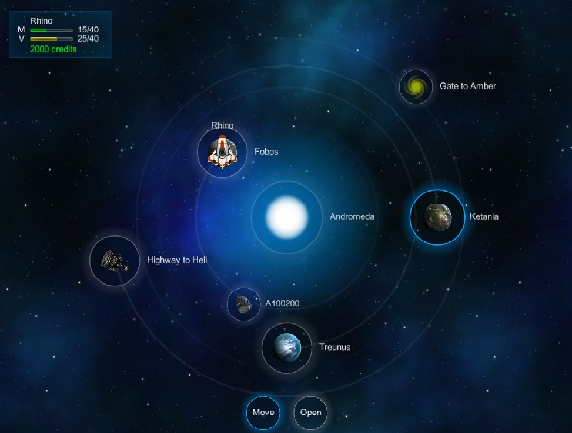 Rhino
M 15/40
V 25/40
2000 credits
Gate to Amber
Rhino
Fobos
Andromeda
Ketania
Highway to Hell
A100200
Treunus
Move
Open